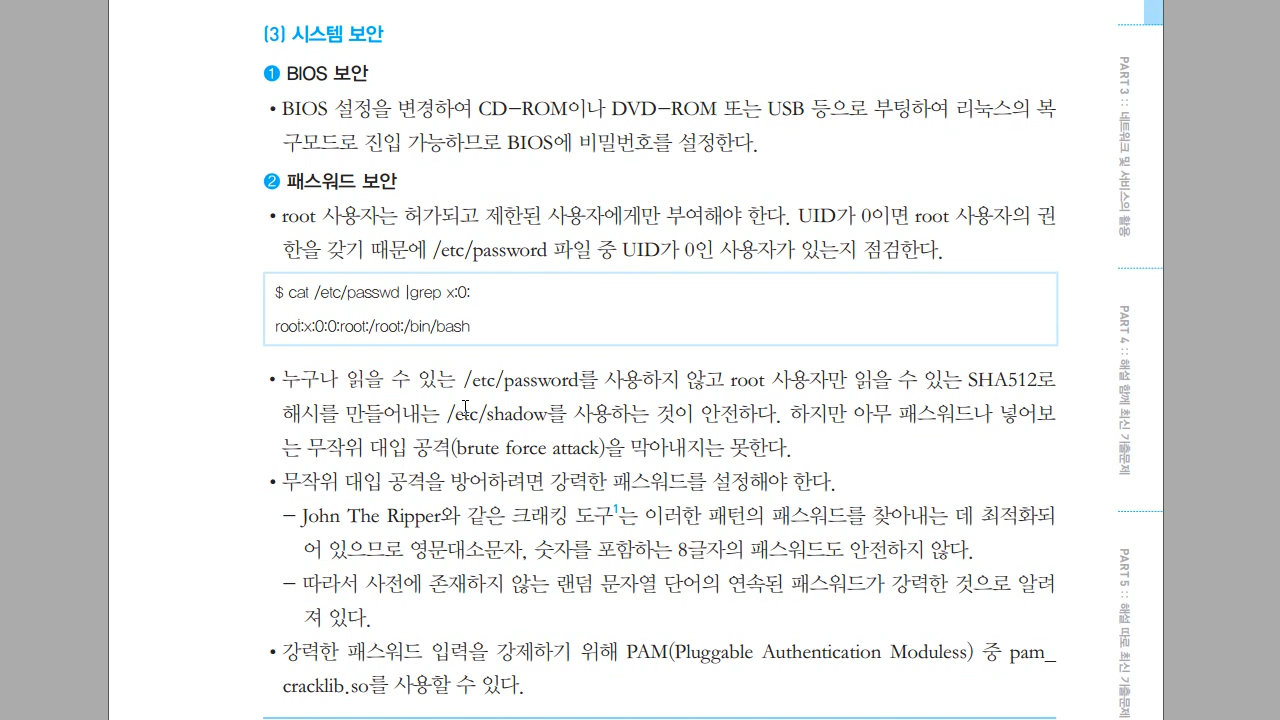 (3) 시스템 보안
❶ BIOS 보안
• BIOS 설정을 변경하여 CD-ROM이나 DVD-ROM 또는 USB 등으로 부팅하여 리눅스의 복
구모드로 진입 가능하므로 BIOS에 비밀번호를 설정한다.
❷ 패스워드 보안
• root 사용자는 허가되고 제한된 사용자에게만 부여해야 한다. UID가 0이면 root 사용자의 권
한을 갖기 때문에 /etc/password 파일 중 UID가 0인 사용자가 있는지 점검한다.
$ cat /etc/passwd |grep x:0:
root:x:0:0:root:/root:/bin/bash
• 누구나 읽을 수 있는 /etc/password를 사용하지 않고 root 사용자만 읽을 수 있는 SHA512로
해시를 만들어내는 /etc/shadow를 사용하는 것이 안전하다. 하지만 아무 패스워드나 넣어보
는 무작위 대입 공격(brute force attack)을 막아내지는 못한다.
• 무작위 대입 공격을 방어하려면 강력한 패스워드를 설정해야 한다.
- John The Ripper와 같은 크래킹 도구1는 이러한 패턴의 패스워드를 찾아내는 데 최적화되
어 있으므로 영문대소문자, 숫자를 포함하는 8글자의 패스워드도 안전하지 않다.
- 따라서 사전에 존재하지 않는 랜덤 문자열 단어의 연속된 패스워드가 강력한 것으로 알려
져 있다.
• 강력한 패스워드 입력을 강제하기 위해 PAM(Pluggable Authentication Moduless) 중 pam_
cracklib.so를 사용할 수 있다.
PART 3 :: 네트워크 및 서비스의 활용
PART 4 :: 해설 함께 최신 기출문제
PART 5 :: 해설 따로 최신 기출문제